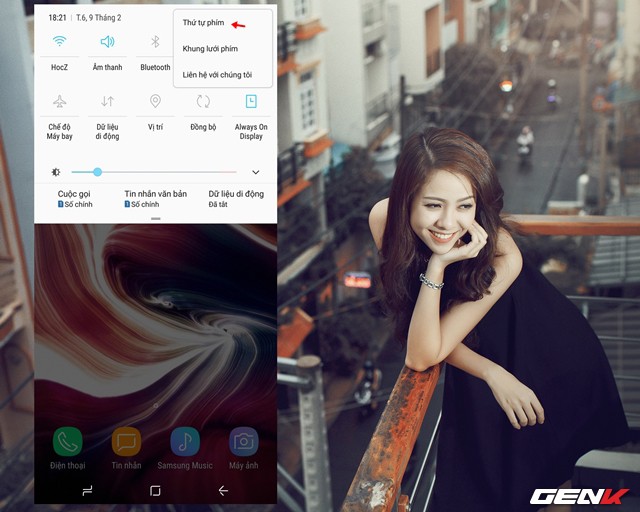 18:21 | T.6, 9 Tháng 2
Thứ tự phím
Khung lưới phím
Liên hệ với chúng tôi
HocZ
Âm thanh
Bluetooth
Chế độ
Máy bay
Dữ liệu
di động
Vị trí
Đồng bộ
Always On
Display
Cuộc gọi
1 Số chính
Tin nhắn văn bản
1 Số chính
Dữ liệu di động
Đã tắt
Điện thoại
Tin nhắn
Samsung Music
Máy ảnh
GENK